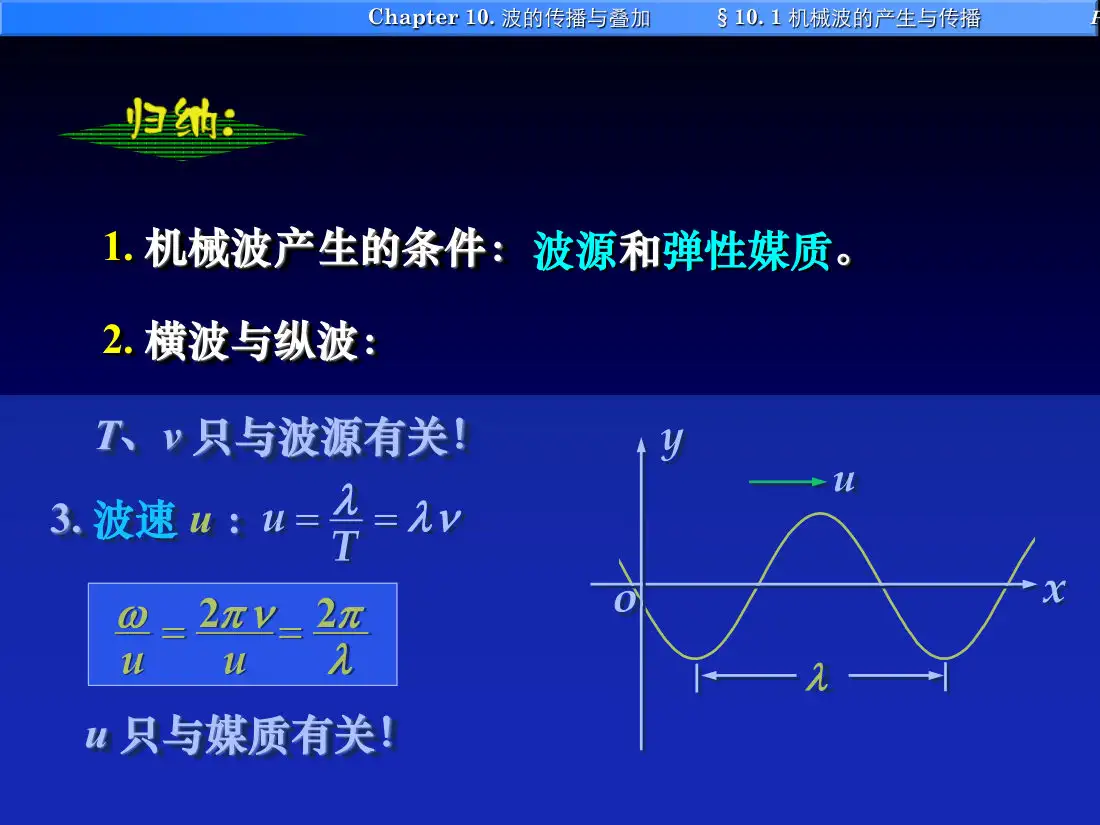 Chapter 10. 波的传播与叠加 §10.1 机械波的产生与传播
归纳：
1. 机械波产生的条件：波源和弹性媒质。
2. 横波与纵波：
T、ν 只与波源有关！
3. 波速 u : u = λ/T = λν
ω/u = 2πν/u = 2π/λ
u 只与媒质有关！
y
u
o
x
λ